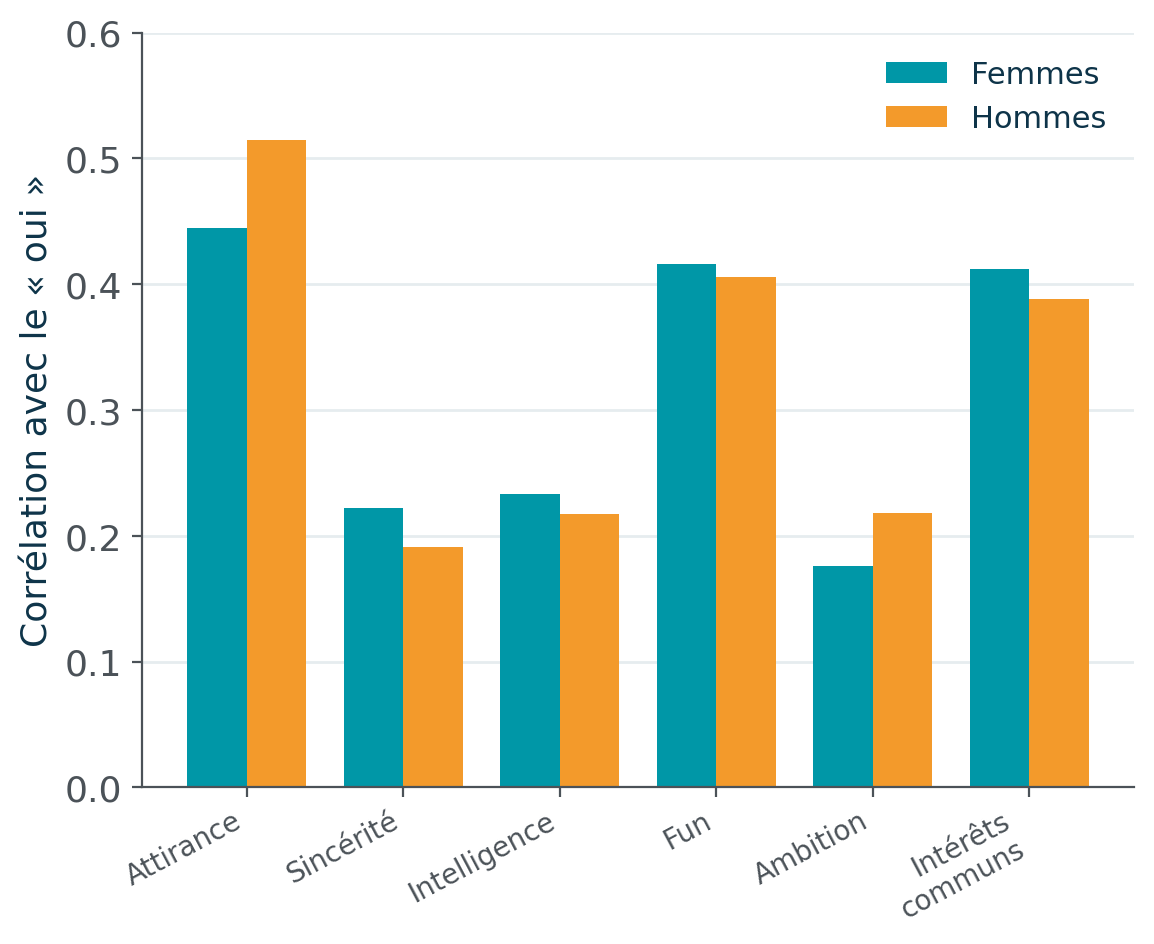 0.6
0.5
0.4
0.3
0.2
0.1
0.0
Corrélation avec le « oui »
Femmes
Hommes
Attirance
Sincérité
Intelligence
Fun
Ambition
Intérêts
communs